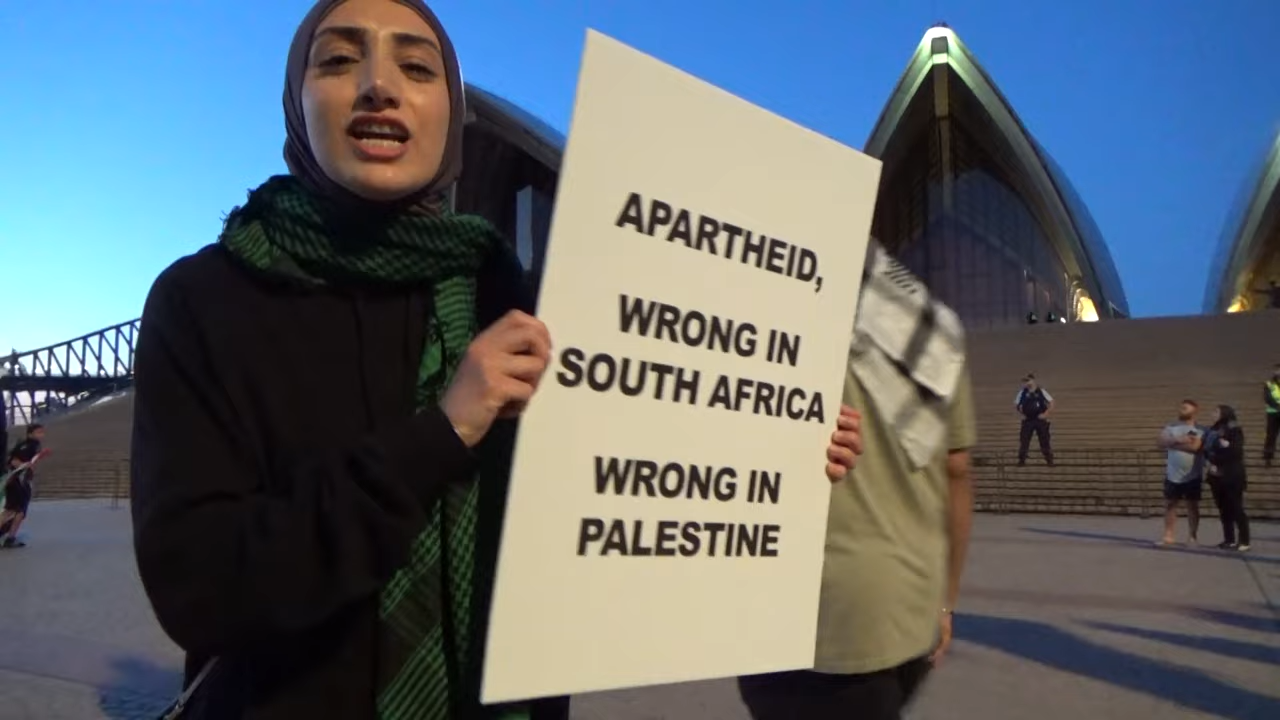 APARTHEID,
WRONG IN
SOUTH AFRICA
WRONG IN
PALESTINE